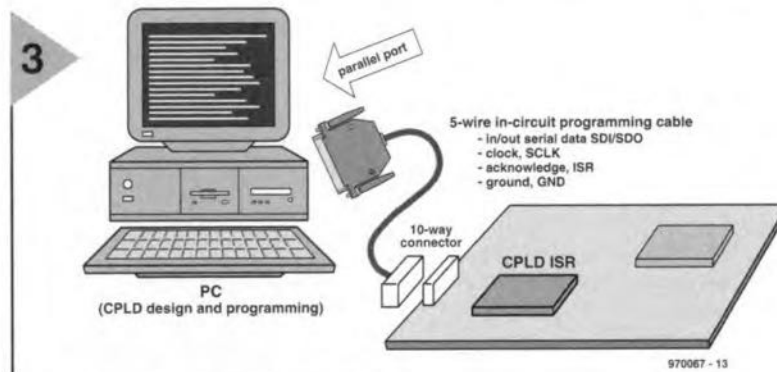 3
parallel port
5-wire in-circuit programming cable
- in/out serial data SDI/SDO
- clock, SCLK
- acknowledge, ISR
- ground, GND
10-way
connector
CPLD ISR
PC
(CPLD design and programming)
970067 - 13